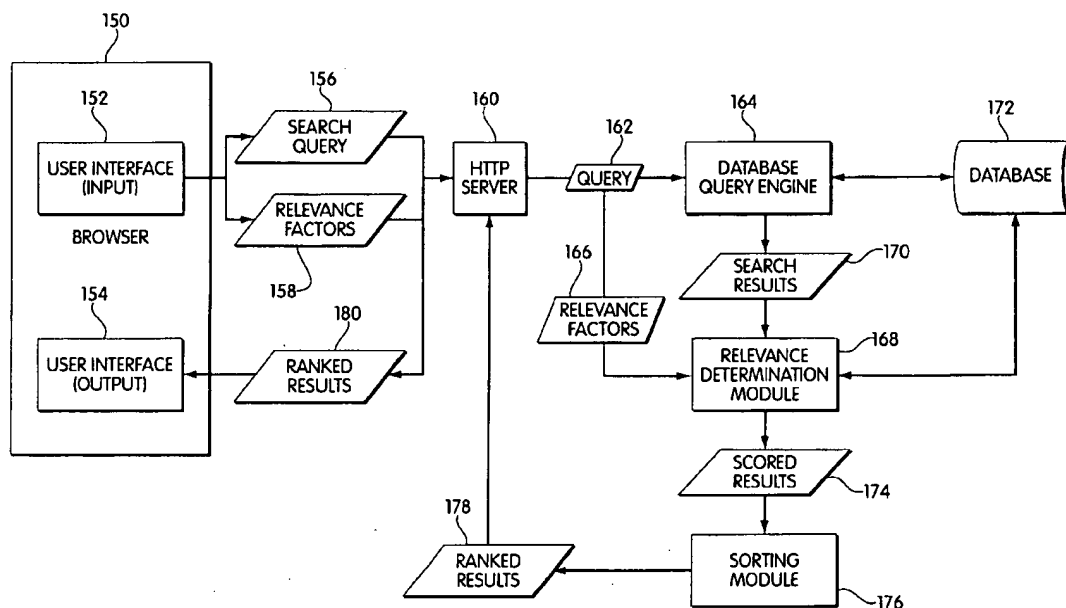 150
152
USER INTERFACE
(INPUT)
BROWSER
154
USER INTERFACE
(OUTPUT)
156
SEARCH
QUERY
RELEVANCE
FACTORS
158
180
RANKED
RESULTS
160
HTTP
SERVER
162
QUERY
164
DATABASE
QUERY ENGINE
172
DATABASE
166
RELEVANCE
FACTORS
SEARCH
RESULTS
170
RELEVANCE
DETERMINATION
MODULE
168
SCORED
RESULTS
174
178
RANKED
RESULTS
SORTING
MODULE
176